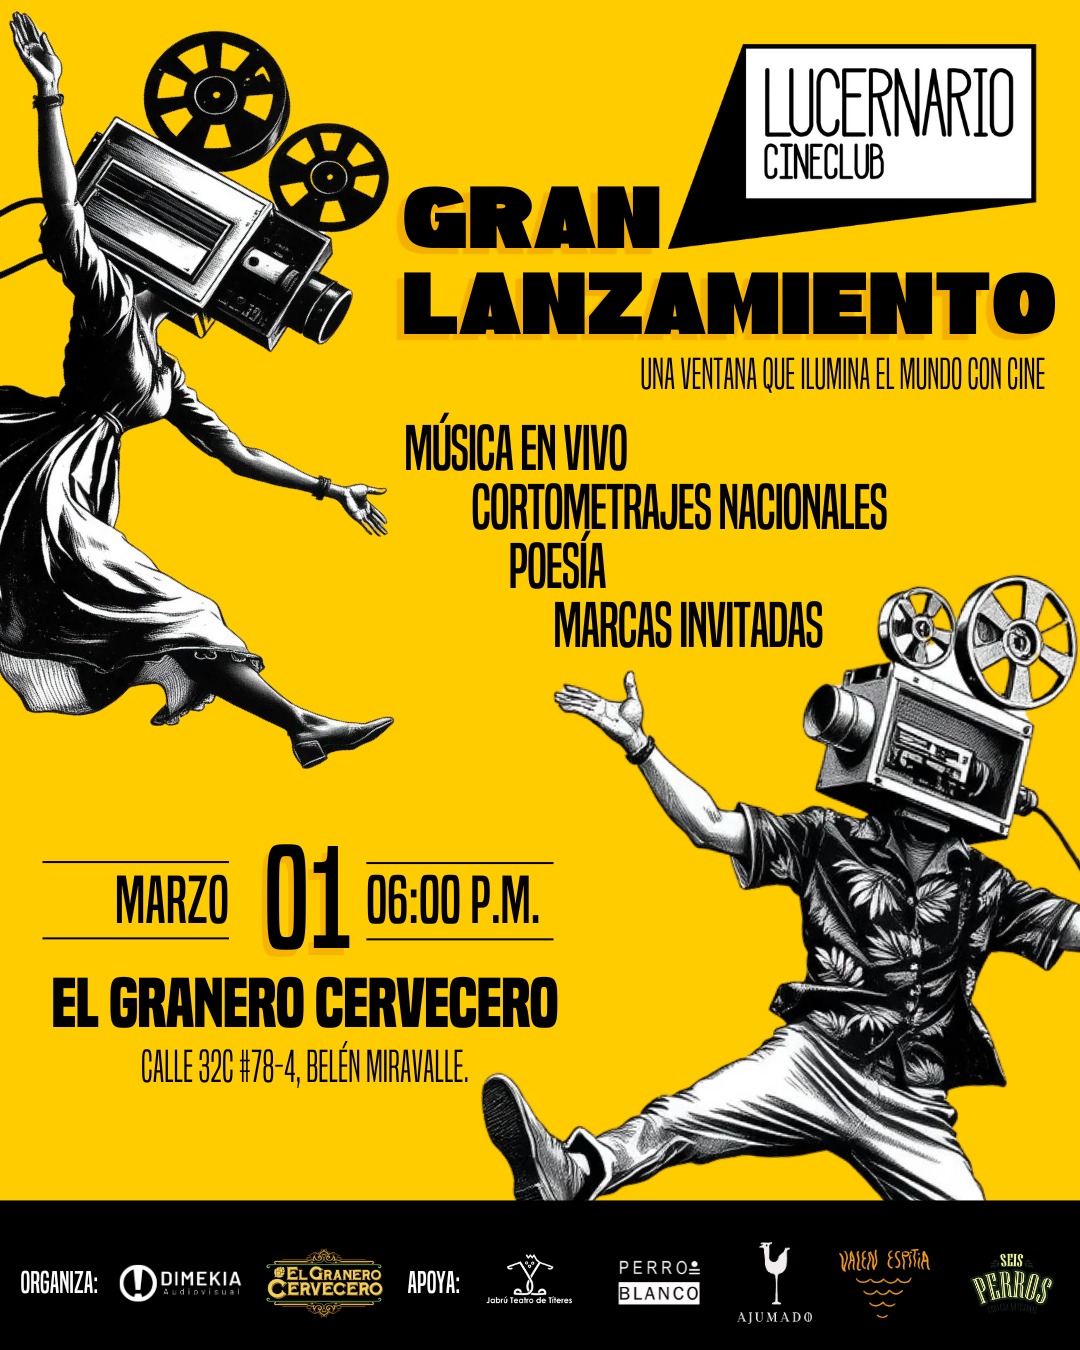 LUCERNARIO
CINECLUB
GRAN
LANZAMIENTO
UNA VENTANA QUE ILUMINA EL MUNDO CON CINE
MÚSICA EN VIVO
CORTOMETRAJES NACIONALES
POESÍA
MARCAS INVITADAS
MARZO 01 06:00 P.M.
EL GRANERO CERVECERO
CALLE 32C #78-4, BELÉN MIRAVALLE.
ORGANIZA:
DIMEKIA
Audiovisual
EL GRANERO
CERVECERO
APOYA:
Jabrú Teatro de Títeres
PERRO
BLANCO
AJUMADO
VALEN ESPITIA
SEIS
PERROS